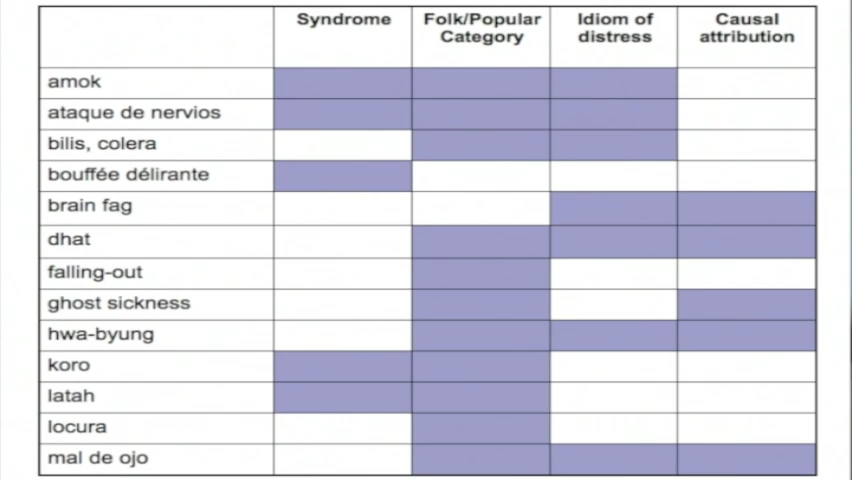 Syndrome
Folk/Popular Category
Idiom of distress
Causal attribution
amok
ataque de nervios
bilis, colera
bouffée délirante
brain fag
dhat
falling-out
ghost sickness
hwa-byung
koro
latah
locura
mal de ojo